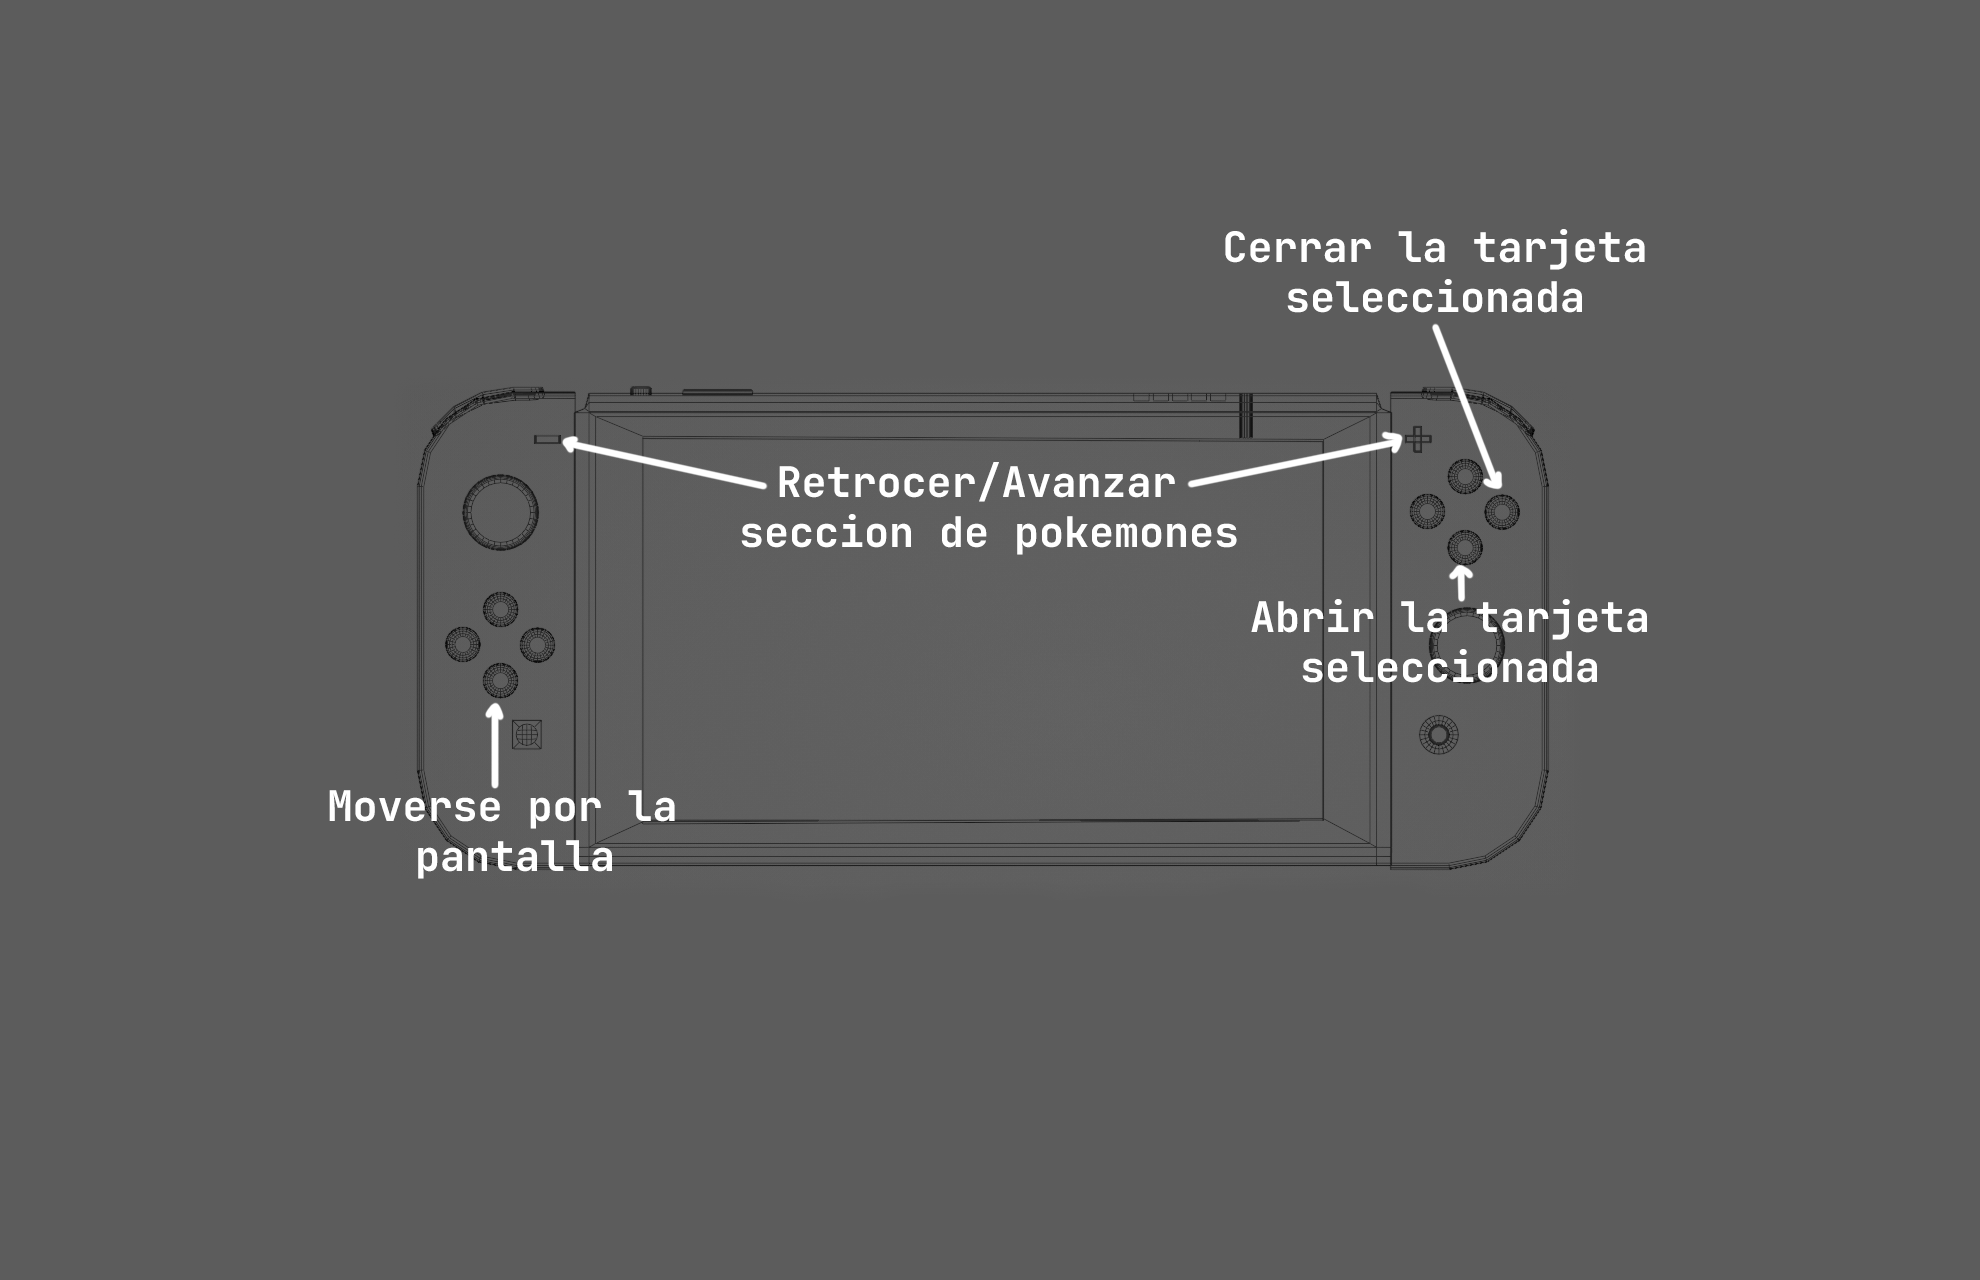 Cerrar la tarjeta
seleccionada
Retrocer/Avanzar
seccion de pokemones
Abrir la tarjeta
seleccionada
Moverse por la
pantalla